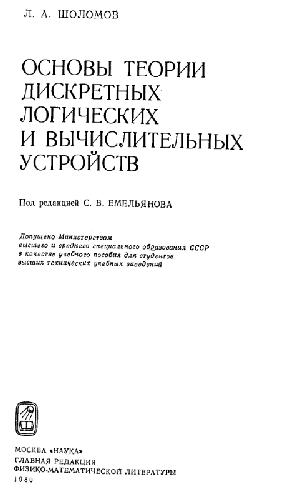 Л. А. ШОЛОМОВ
ОСНОВЫ ТЕОРИИ
ДИСКРЕТНЫХ
ЛОГИЧЕСКИХ
И ВЫЧИСЛИТЕЛЬНЫХ
УСТРОЙСТВ
Под редакцией С. В. ЕМЕЛЬЯНОВА
Допущено Министерством
высшего и среднего специального образования СССР
в качестве учебного пособия для студентов
высших технических учебных заведений
МОСКВА «НАУКА»
ГЛАВНАЯ РЕДАКЦИЯ
ФИЗИКО-МАТЕМАТИЧЕСКОЙ ЛИТЕРАТУРЫ
1980